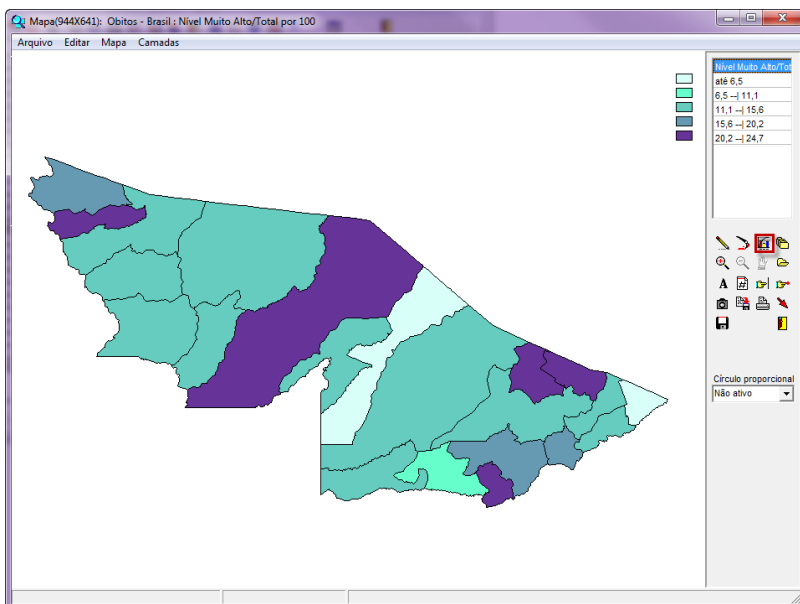 Mapa(944X641): Obitos - Brasil : Nível Muito Alto/Total por 100
Arquivo Editar Mapa Camadas
Nível Muito Alto/Tot
até 6,5
6,5 --| 11,1
11,1 --| 15,6
15,6 --| 20,2
20,2 --| 24,7
A #
Círculo proporcional
Não ativo